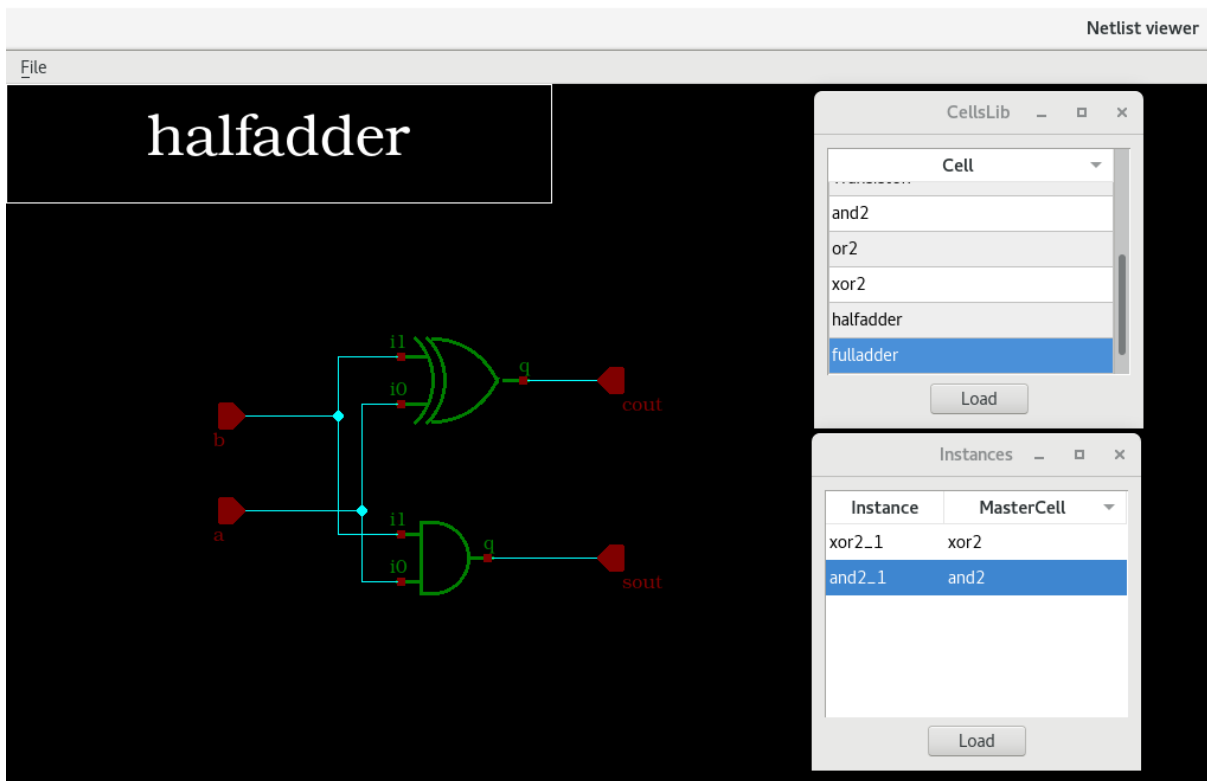 Netlist viewer
File
halfadder
CellsLib
Cell
and2
or2
xor2
halfadder
fulladder
Load
i1
q
i0
cout
b
a
i1
q
i0
sout
Instances
Instance MasterCell
xor2_1 xor2
and2_1 and2
Load